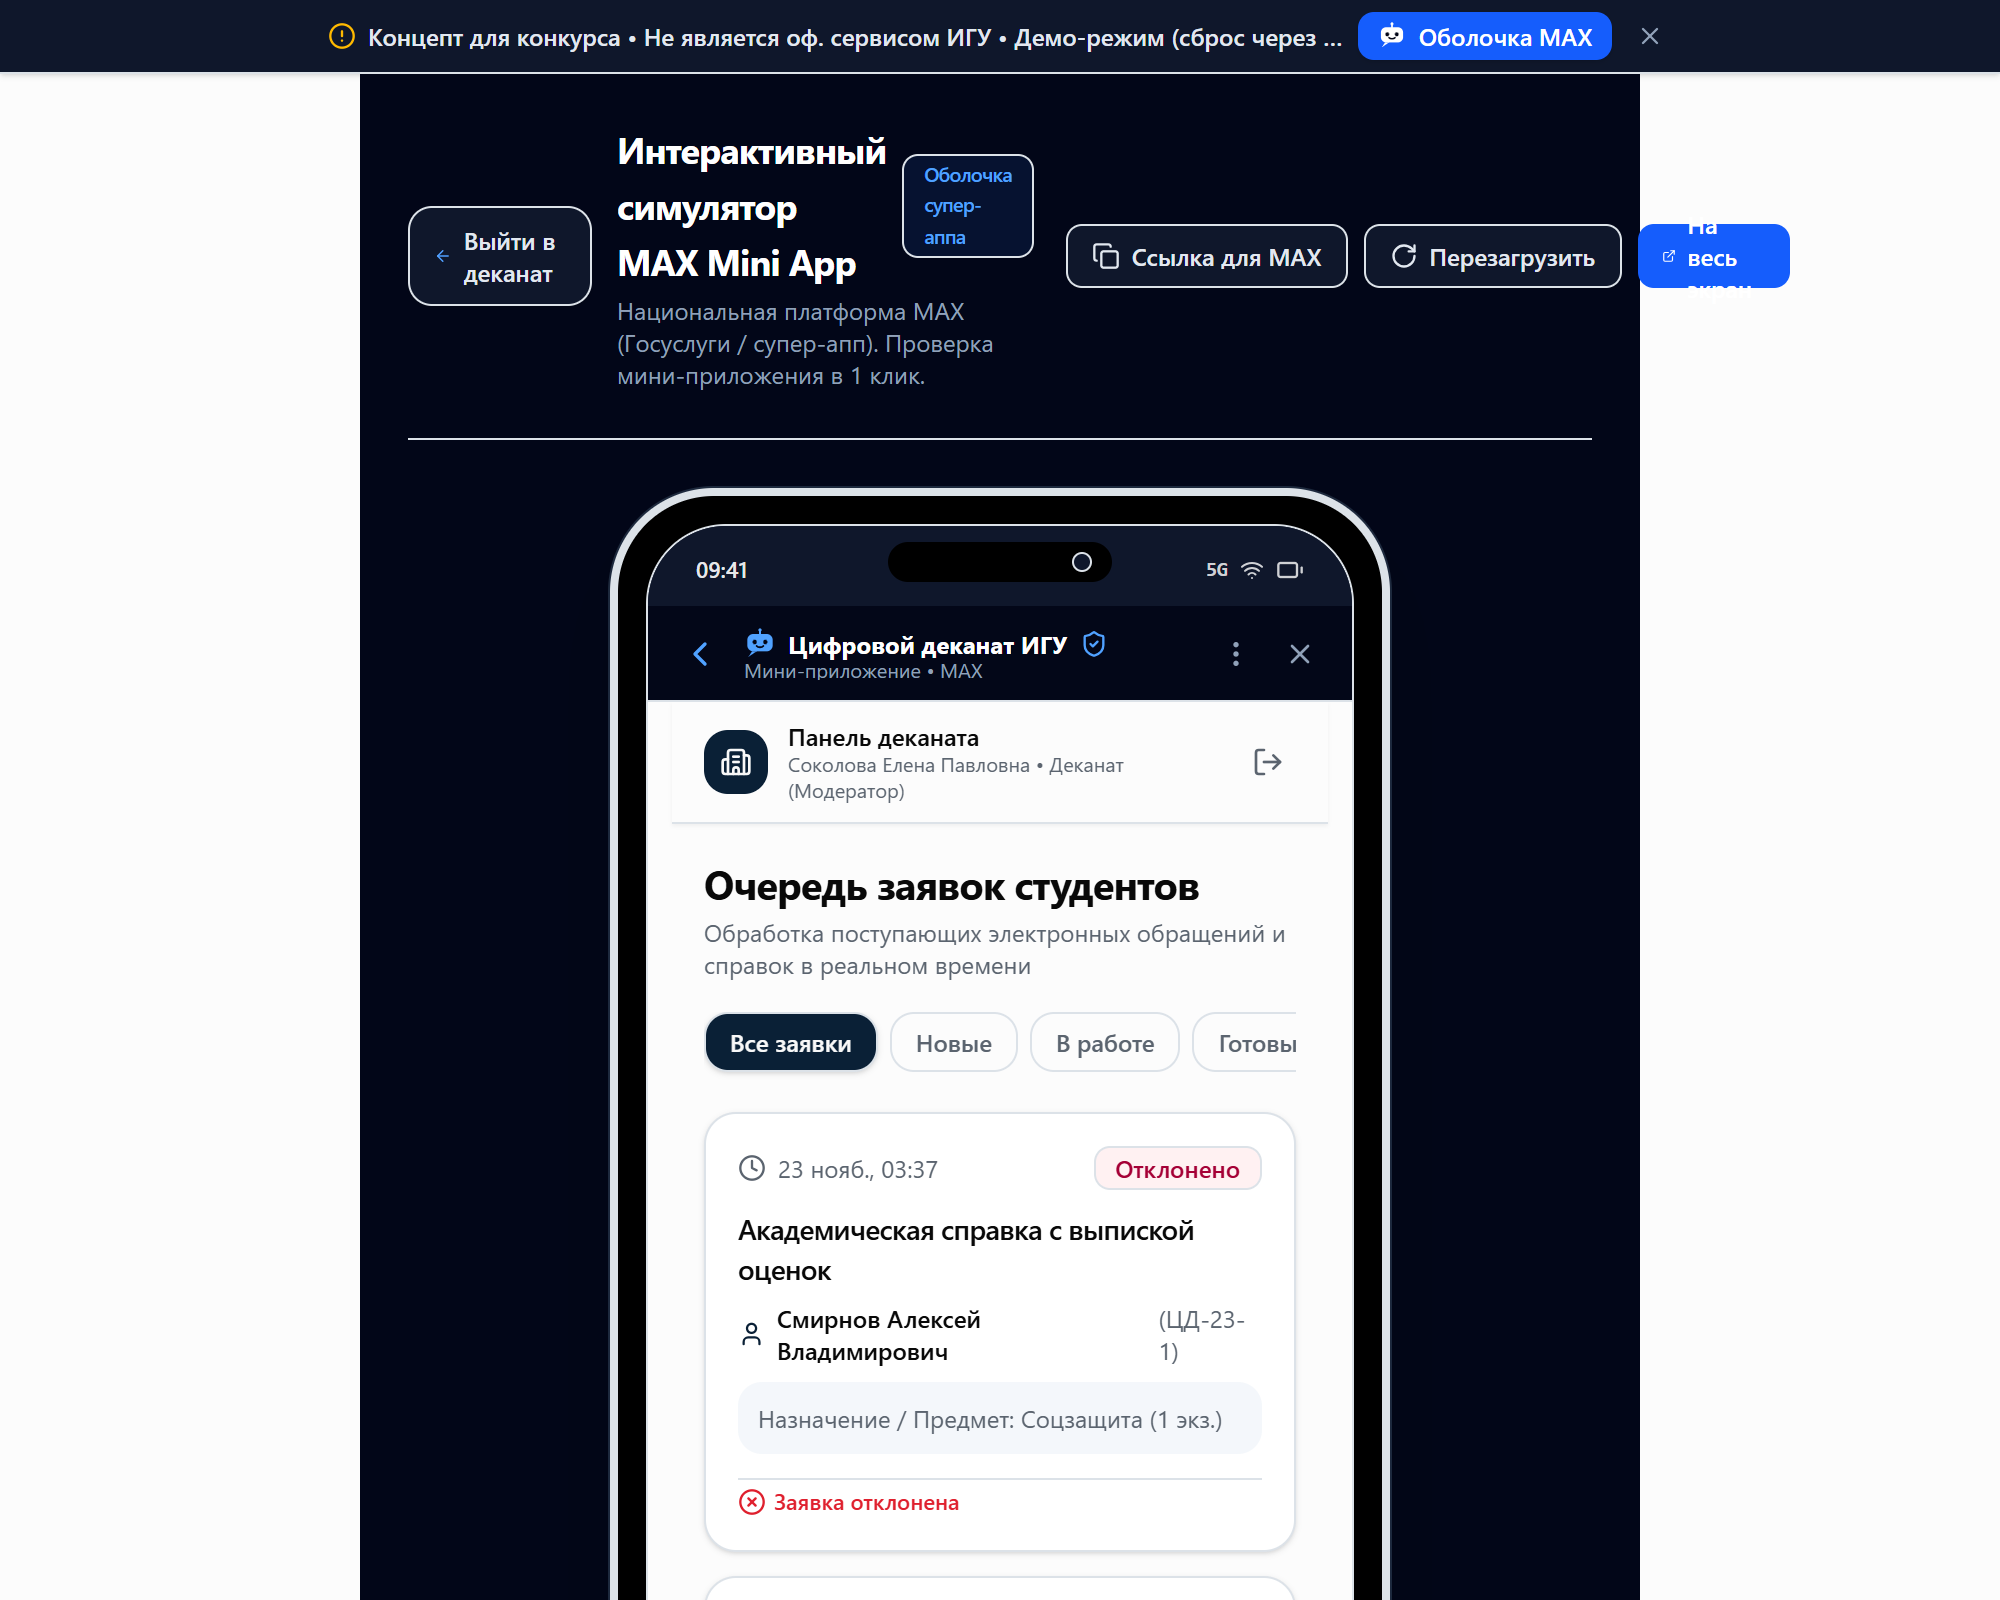 Концепт для конкурса • Не является оф. сервисом ИГУ • Демо-режим (сброс через ...
Оболочка MAX
Выйти в
деканат
Интерактивный
симулятор
MAX Mini App
Оболочка
супер-
аппа
Национальная платформа MAX
(Госуслуги / супер-апп). Проверка
мини-приложения в 1 клик.
Ссылка для MAX
Перезагрузить
На
весь
экран
09:41
5G
Цифровой деканат ИГУ
Мини-приложение • MAX
Панель деканата
Соколова Елена Павловна • Деканат
(Модератор)
Очередь заявок студентов
Обработка поступающих электронных обращений и
справок в реальном времени
Все заявки
Новые
В работе
Готовы
23 нояб., 03:37
Отклонено
Академическая справка с выпиской
оценок
Смирнов Алексей
Владимирович
(ЦД-23-
1)
Назначение / Предмет: Соцзащита (1 экз.)
Заявка отклонена